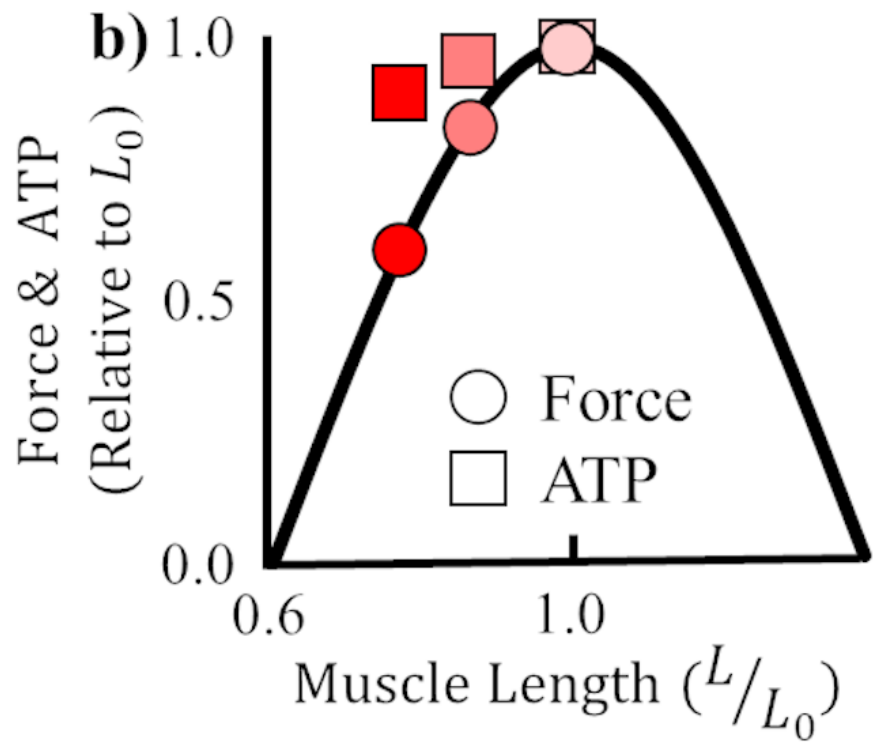 b) 1.0
Force & ATP
(Relative to L₀)
0.5
Force
ATP
0.0
0.6 1.0
Muscle Length (L/L₀)